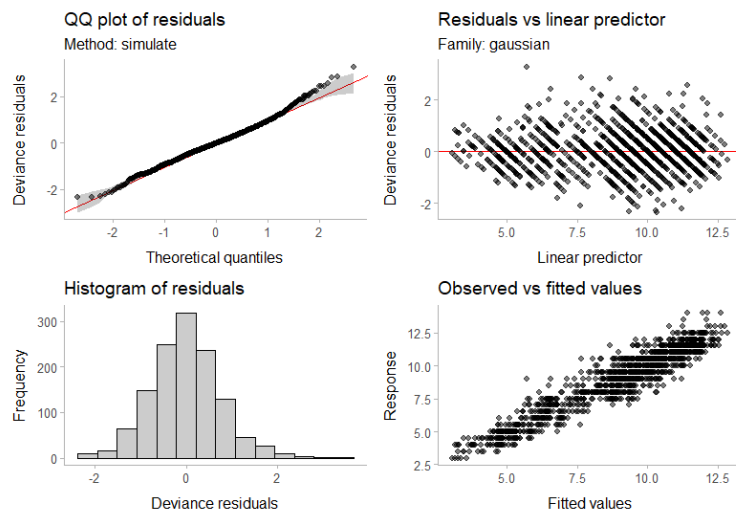 QQ plot of residuals
Method: simulate
Deviance residuals
2
0
-2
-2
-1
0
1
2
Theoretical quantiles
Residuals vs linear predictor
Family: gaussian
Deviance residuals
2
0
-2
5.0
7.5
10.0
12.5
Linear predictor
Histogram of residuals
Frequency
300
200
100
0
-2
0
2
Deviance residuals
Observed vs fitted values
Response
12.5
10.0
7.5
5.0
2.5
5.0
7.5
10.0
12.5
Fitted values